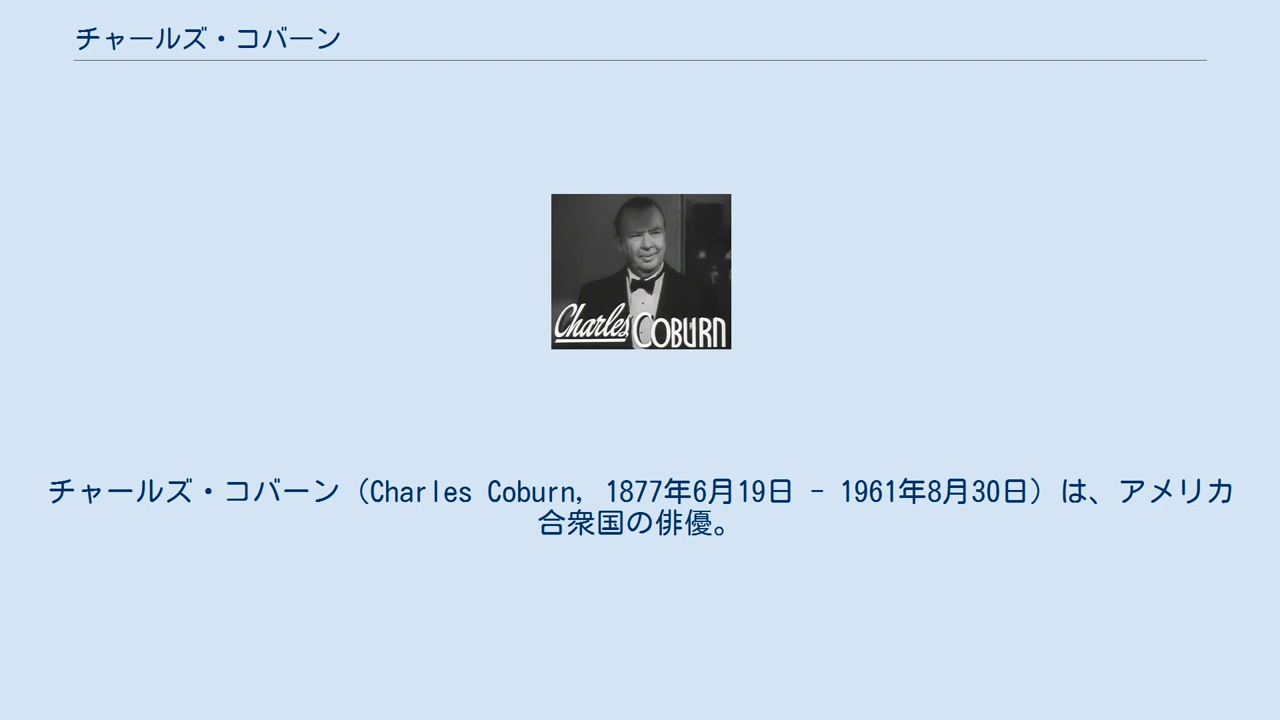 チャールズ・コバーン
Charles COBURN
チャールズ・コバーン（Charles Coburn, 1877年6月19日 - 1961年8月30日）は、アメリカ
合衆国の俳優。